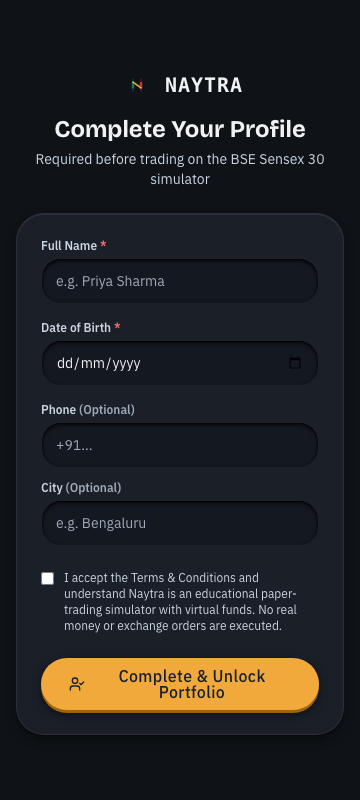 NAYTRA
Complete Your Profile
Required before trading on the BSE Sensex 30
simulator
Full Name *
e.g. Priya Sharma
Date of Birth *
dd/mm/yyyy
Phone (Optional)
+91...
City (Optional)
e.g. Bengaluru
I accept the Terms & Conditions and
understand Naytra is an educational paper-
trading simulator with virtual funds. No real
money or exchange orders are executed.
Complete & Unlock
Portfolio